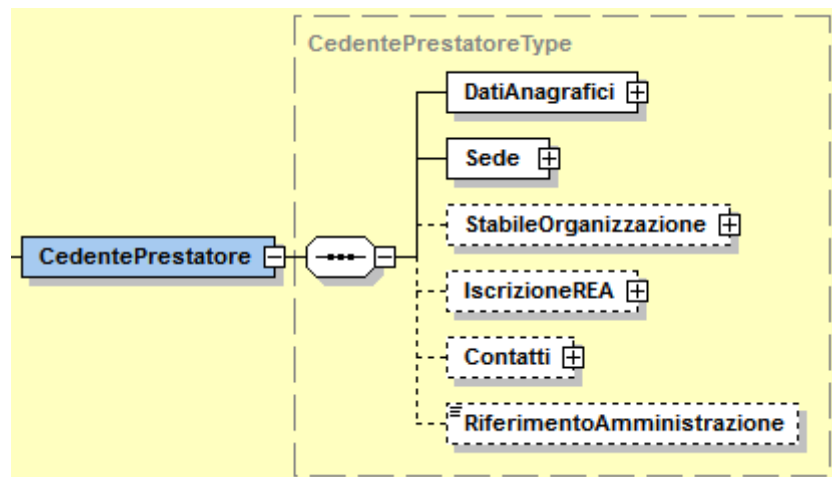 CedentePrestatoreType
DatiAnagrafici
Sede
StabileOrganizzazione
CedentePrestatore
IscrizioneREA
Contatti
RiferimentoAmministrazione